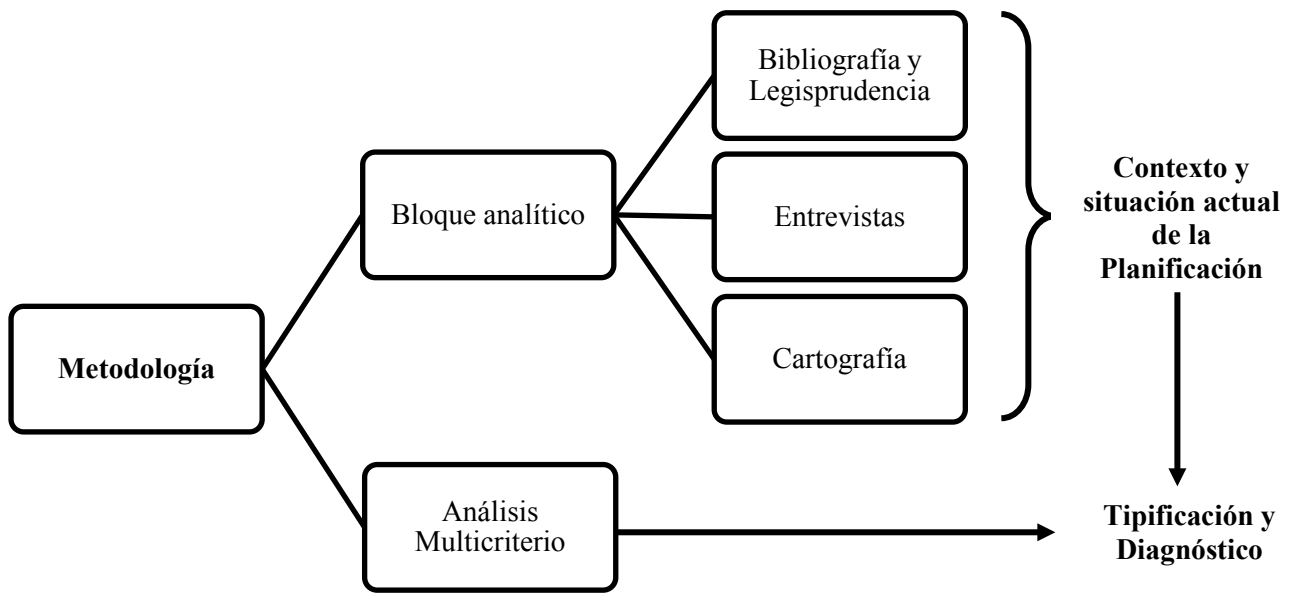 Metodología
Bloque analítico
Bibliografía y
Legisprudencia
Entrevistas
Cartografía
Contexto y
situación actual
de la
Planificación
Análisis
Multicriterio
Tipificación y
Diagnóstico